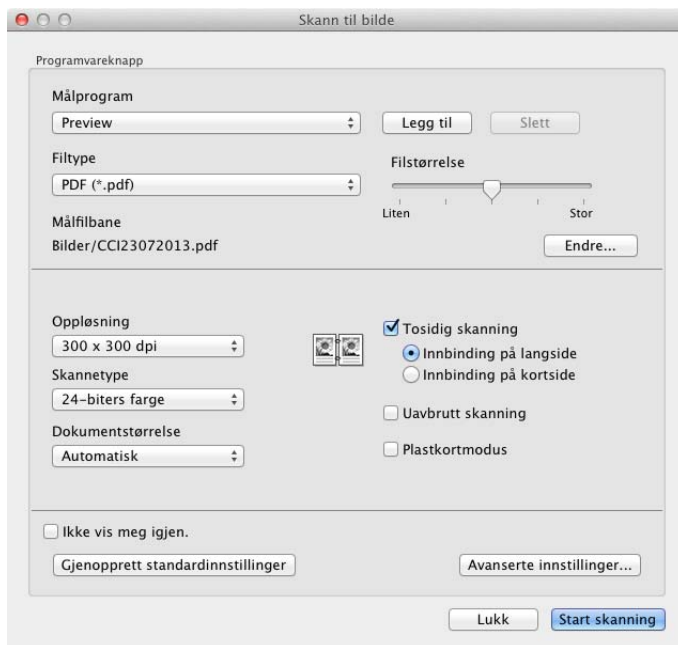 Skann til bilde
Programvareknapp
Målprogram
Preview
Legg til
Slett
Filtype
PDF (*.pdf)
Filstørrelse
Liten
Stor
Målfilbane
Bilder/CCI23072013.pdf
Endre...
Oppløsning
300 x 300 dpi
Skannetype
24-biters farge
Dokumentstørrelse
Automatisk
Tosidig skanning
Innbinding på langside
Innbinding på kortside
Uavbrutt skanning
Plastkortmodus
Ikke vis meg igjen.
Gjenopprett standardinnstillinger
Avanserte innstillinger...
Lukk
Start skanning